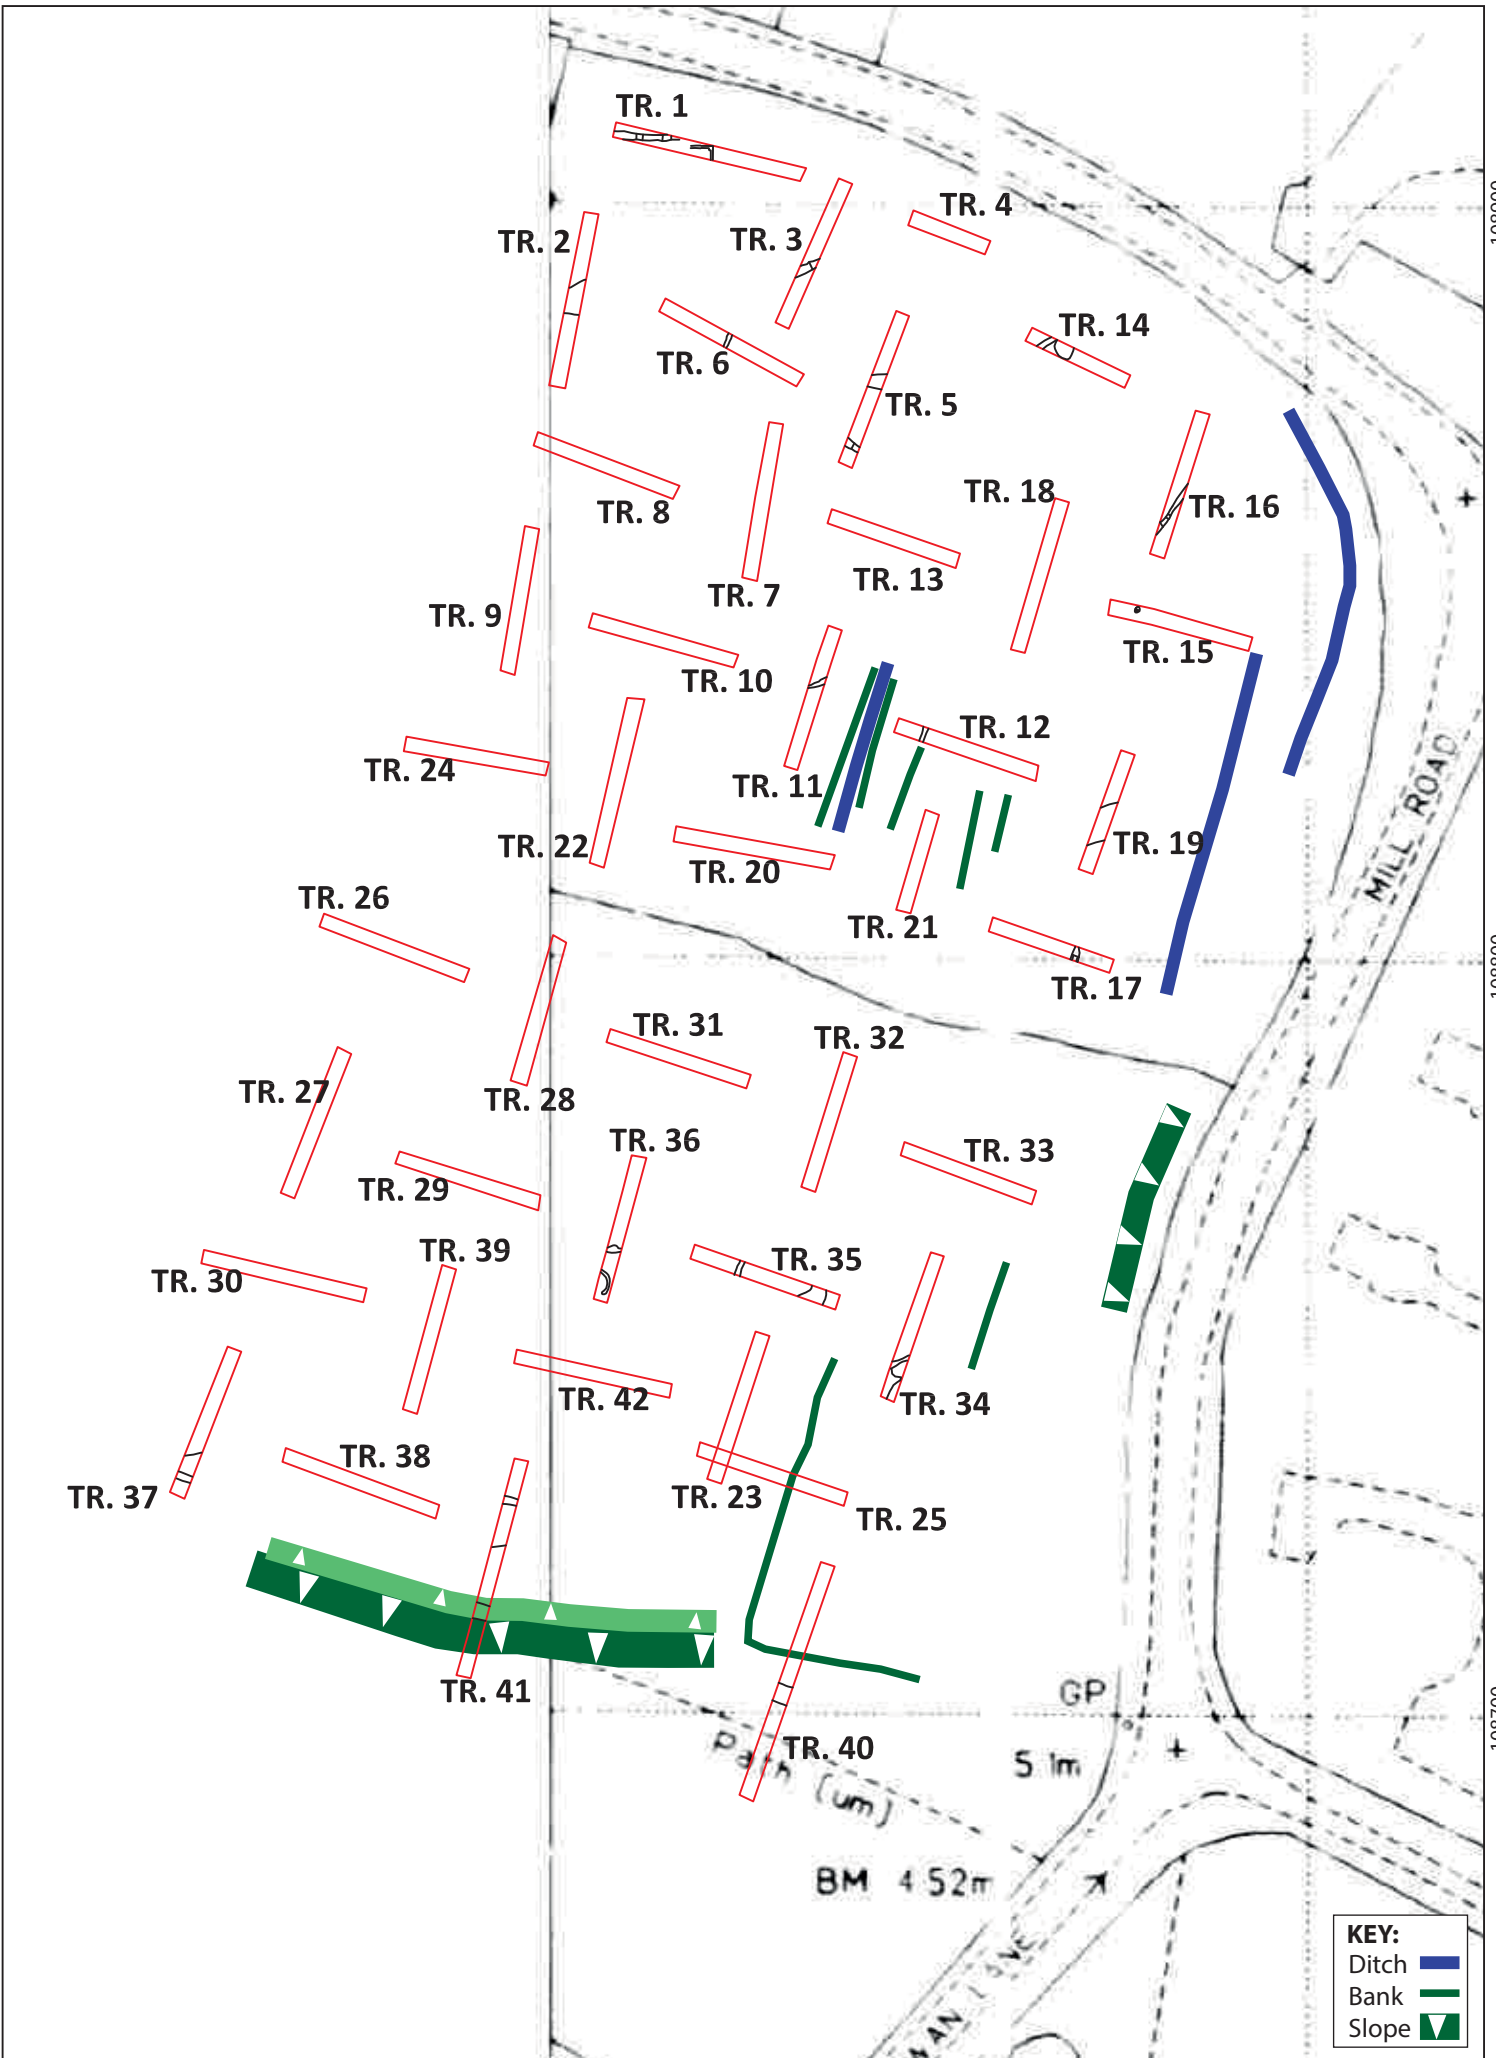 TR. 1
TR. 4
TR. 2
TR. 3
TR. 14
TR. 6
TR. 5
TR. 18
TR. 16
TR. 8
TR. 13
TR. 7
TR. 9
TR. 15
TR. 10
TR. 12
TR. 24
TR. 11
MILL ROAD
TR. 22
TR. 19
TR. 20
TR. 26
TR. 21
TR. 17
TR. 31
TR. 32
TR. 27
TR. 28
TR. 36
TR. 33
TR. 29
TR. 39
TR. 35
TR. 30
TR. 42
TR. 34
TR. 38
TR. 37
TR. 23
TR. 25
TR. 41
GP
TR. 40
Path (um)
BM 4 52m
KEY:
Ditch
Bank
Slope